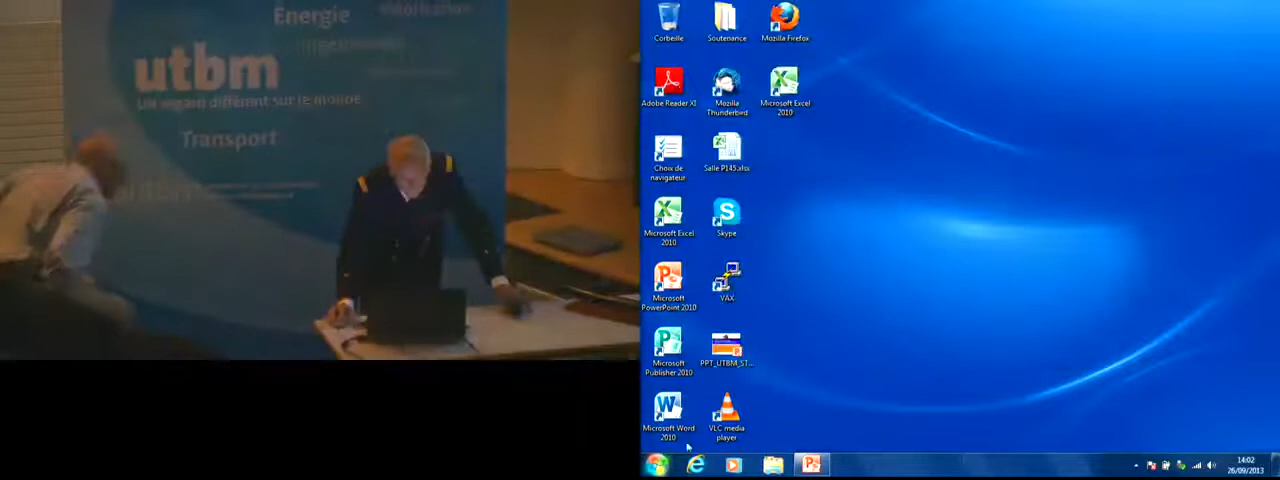 Énergie
utbm
Un regard différent sur le monde
Transport
Corbeille
Soutenance
Mozilla Firefox
Adobe Reader XI
Mozilla
Thunderbird
Microsoft Excel
2010
Choix de
navigateur
Salle P145.xlsx
Microsoft Excel
2010
Skype
Microsoft
PowerPoint 2010
VAX
Microsoft
Publisher 2010
PPT_UTBM_ST...
Microsoft Word
2010
VLC media
player
14:02
26/09/2013